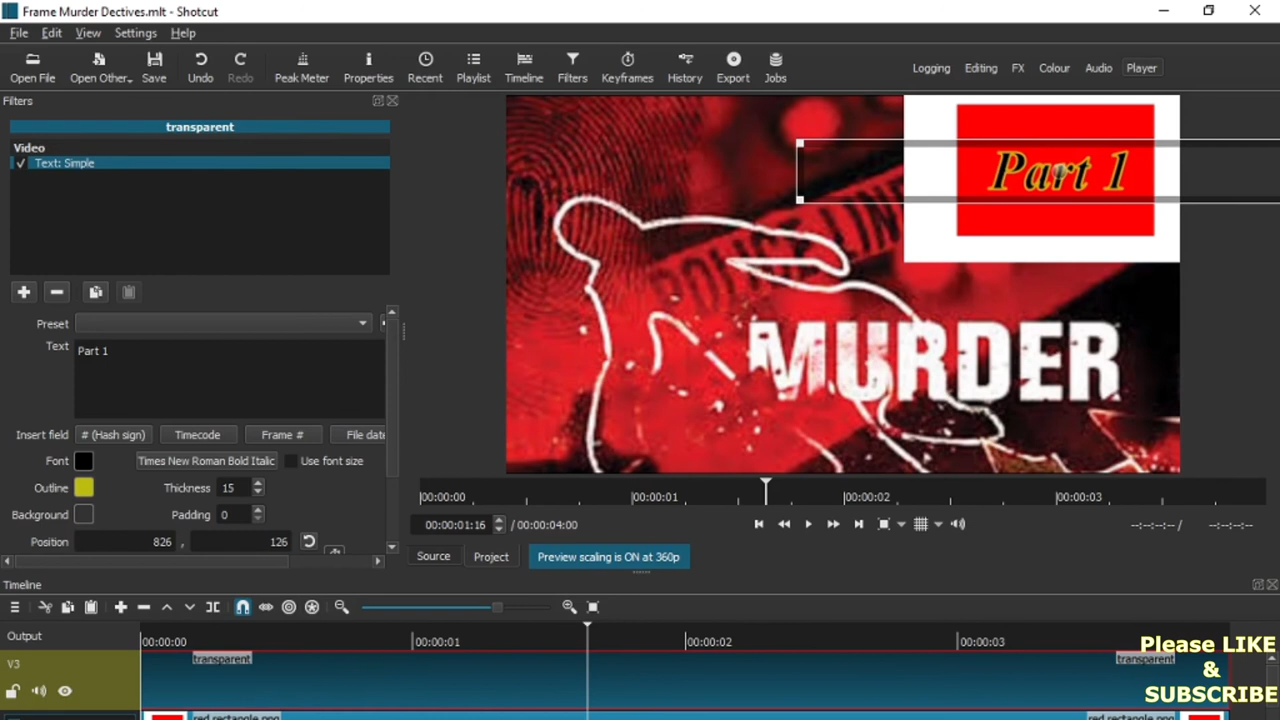 Frame Murder Dectives.mlt - Shotcut
File Edit View Settings Help
Open File Open Other.. Save Undo Redo Peak Meter Properties Recent Playlist Timeline Filters Keyframes History Export Jobs Logging Editing FX Colour Audio Player
Filters
transparent
Video
Text: Simple
Preset
Text Part 1
Insert field # (Hash sign) Timecode Frame # File date
Font Times New Roman Bold Italic Use font size
Outline Thickness 15
Background Padding 0
Position 826 , 126
Part 1
MURDER
00:00:00 00:00:01 00:00:02 00:00:03
00:00:01:16 / 00:00:04:00 --:--:--:-- / --:--:--:--
Source Project Preview scaling is ON at 360p
Timeline
Output 00:00:00 00:00:01 00:00:02 00:00:03
V3 transparent transparent
red rectangle.png red rectangle.png
Please LIKE
&
SUBSCRIBE